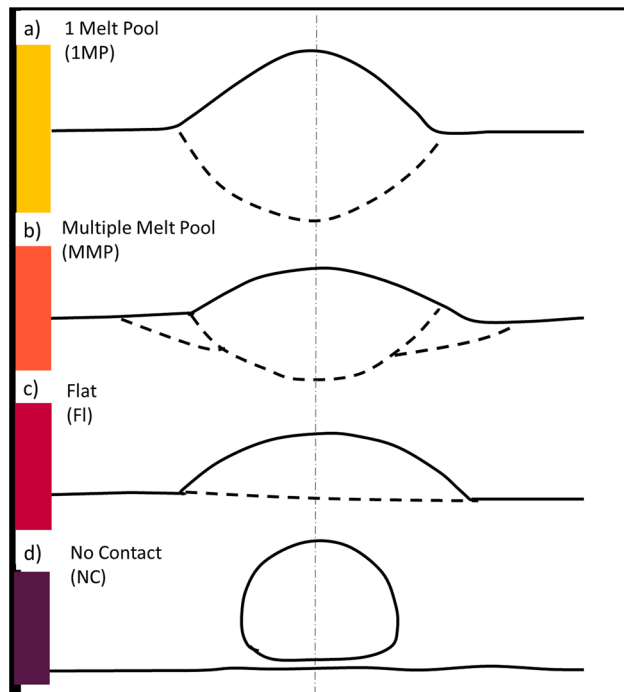 a) 1 Melt Pool
(1MP)
b) Multiple Melt Pool
(MMP)
c) Flat
(Fl)
d) No Contact
(NC)